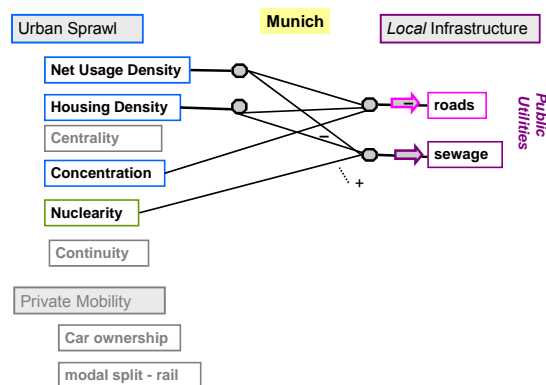 Munich
Urban Sprawl
Local Infrastructure
Net Usage Density
Housing Density
Centrality
Concentration
Nuclearity
Continuity
–
roads
–
sewage
+
Public
Utilities
Private Mobility
Car ownership
modal split - rail